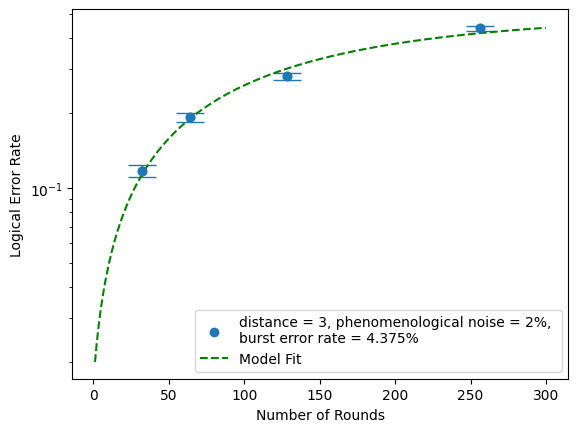 Logical Error Rate
10⁻¹
distance = 3, phenomenological noise = 2%,
burst error rate = 4.375%
Model Fit
0 50 100 150 200 250 300
Number of Rounds